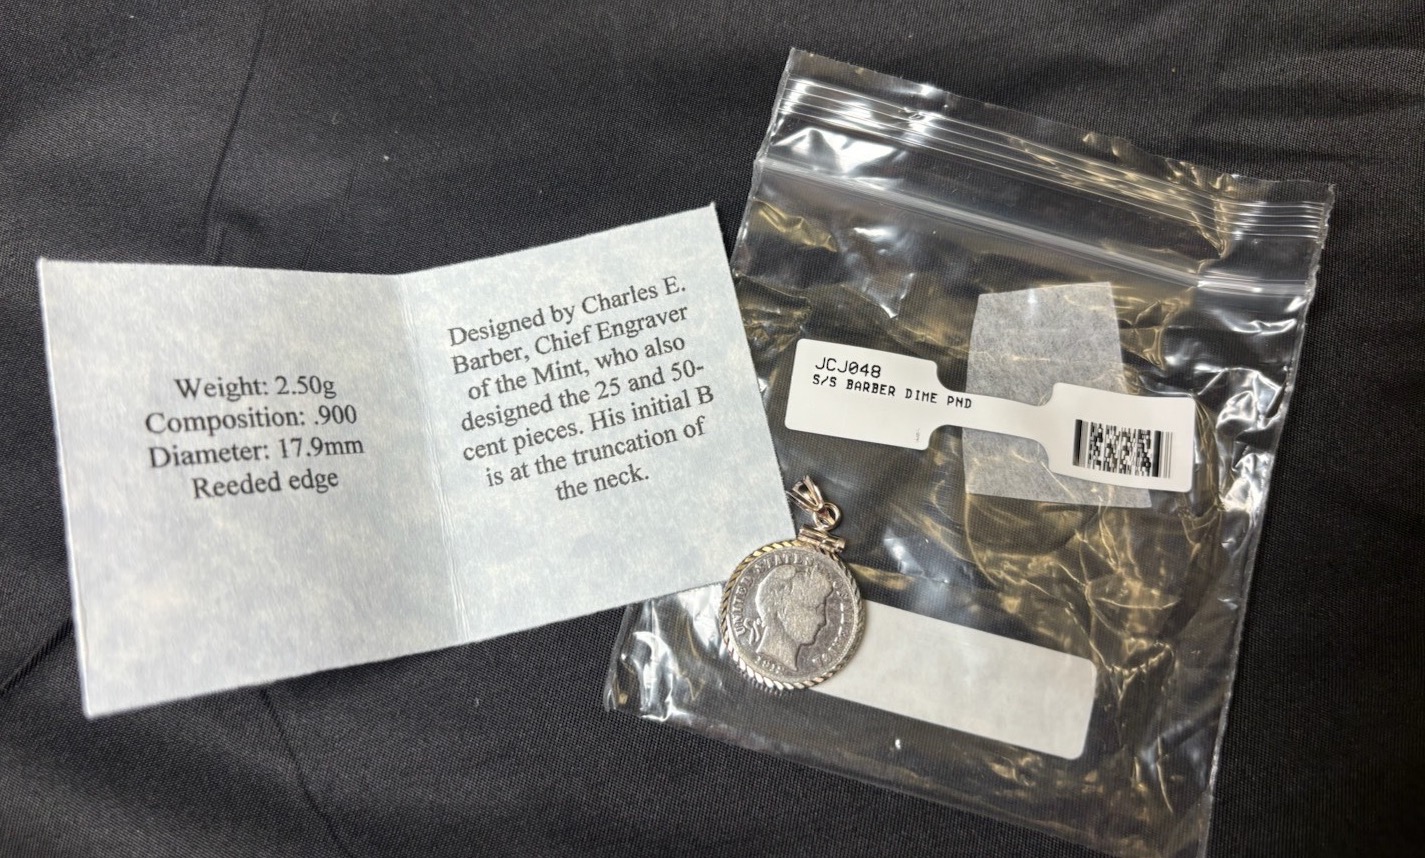 Weight: 2.50g
Composition: .900
Diameter: 17.9mm
Reeded edge
Designed by Charles E.
Barber, Chief Engraver
of the Mint, who also
designed the 25 and 50-
cent pieces. His initial B
is at the truncation of
the neck.
JCJ048
S/S BARBER DIME PND
UNITED STATES